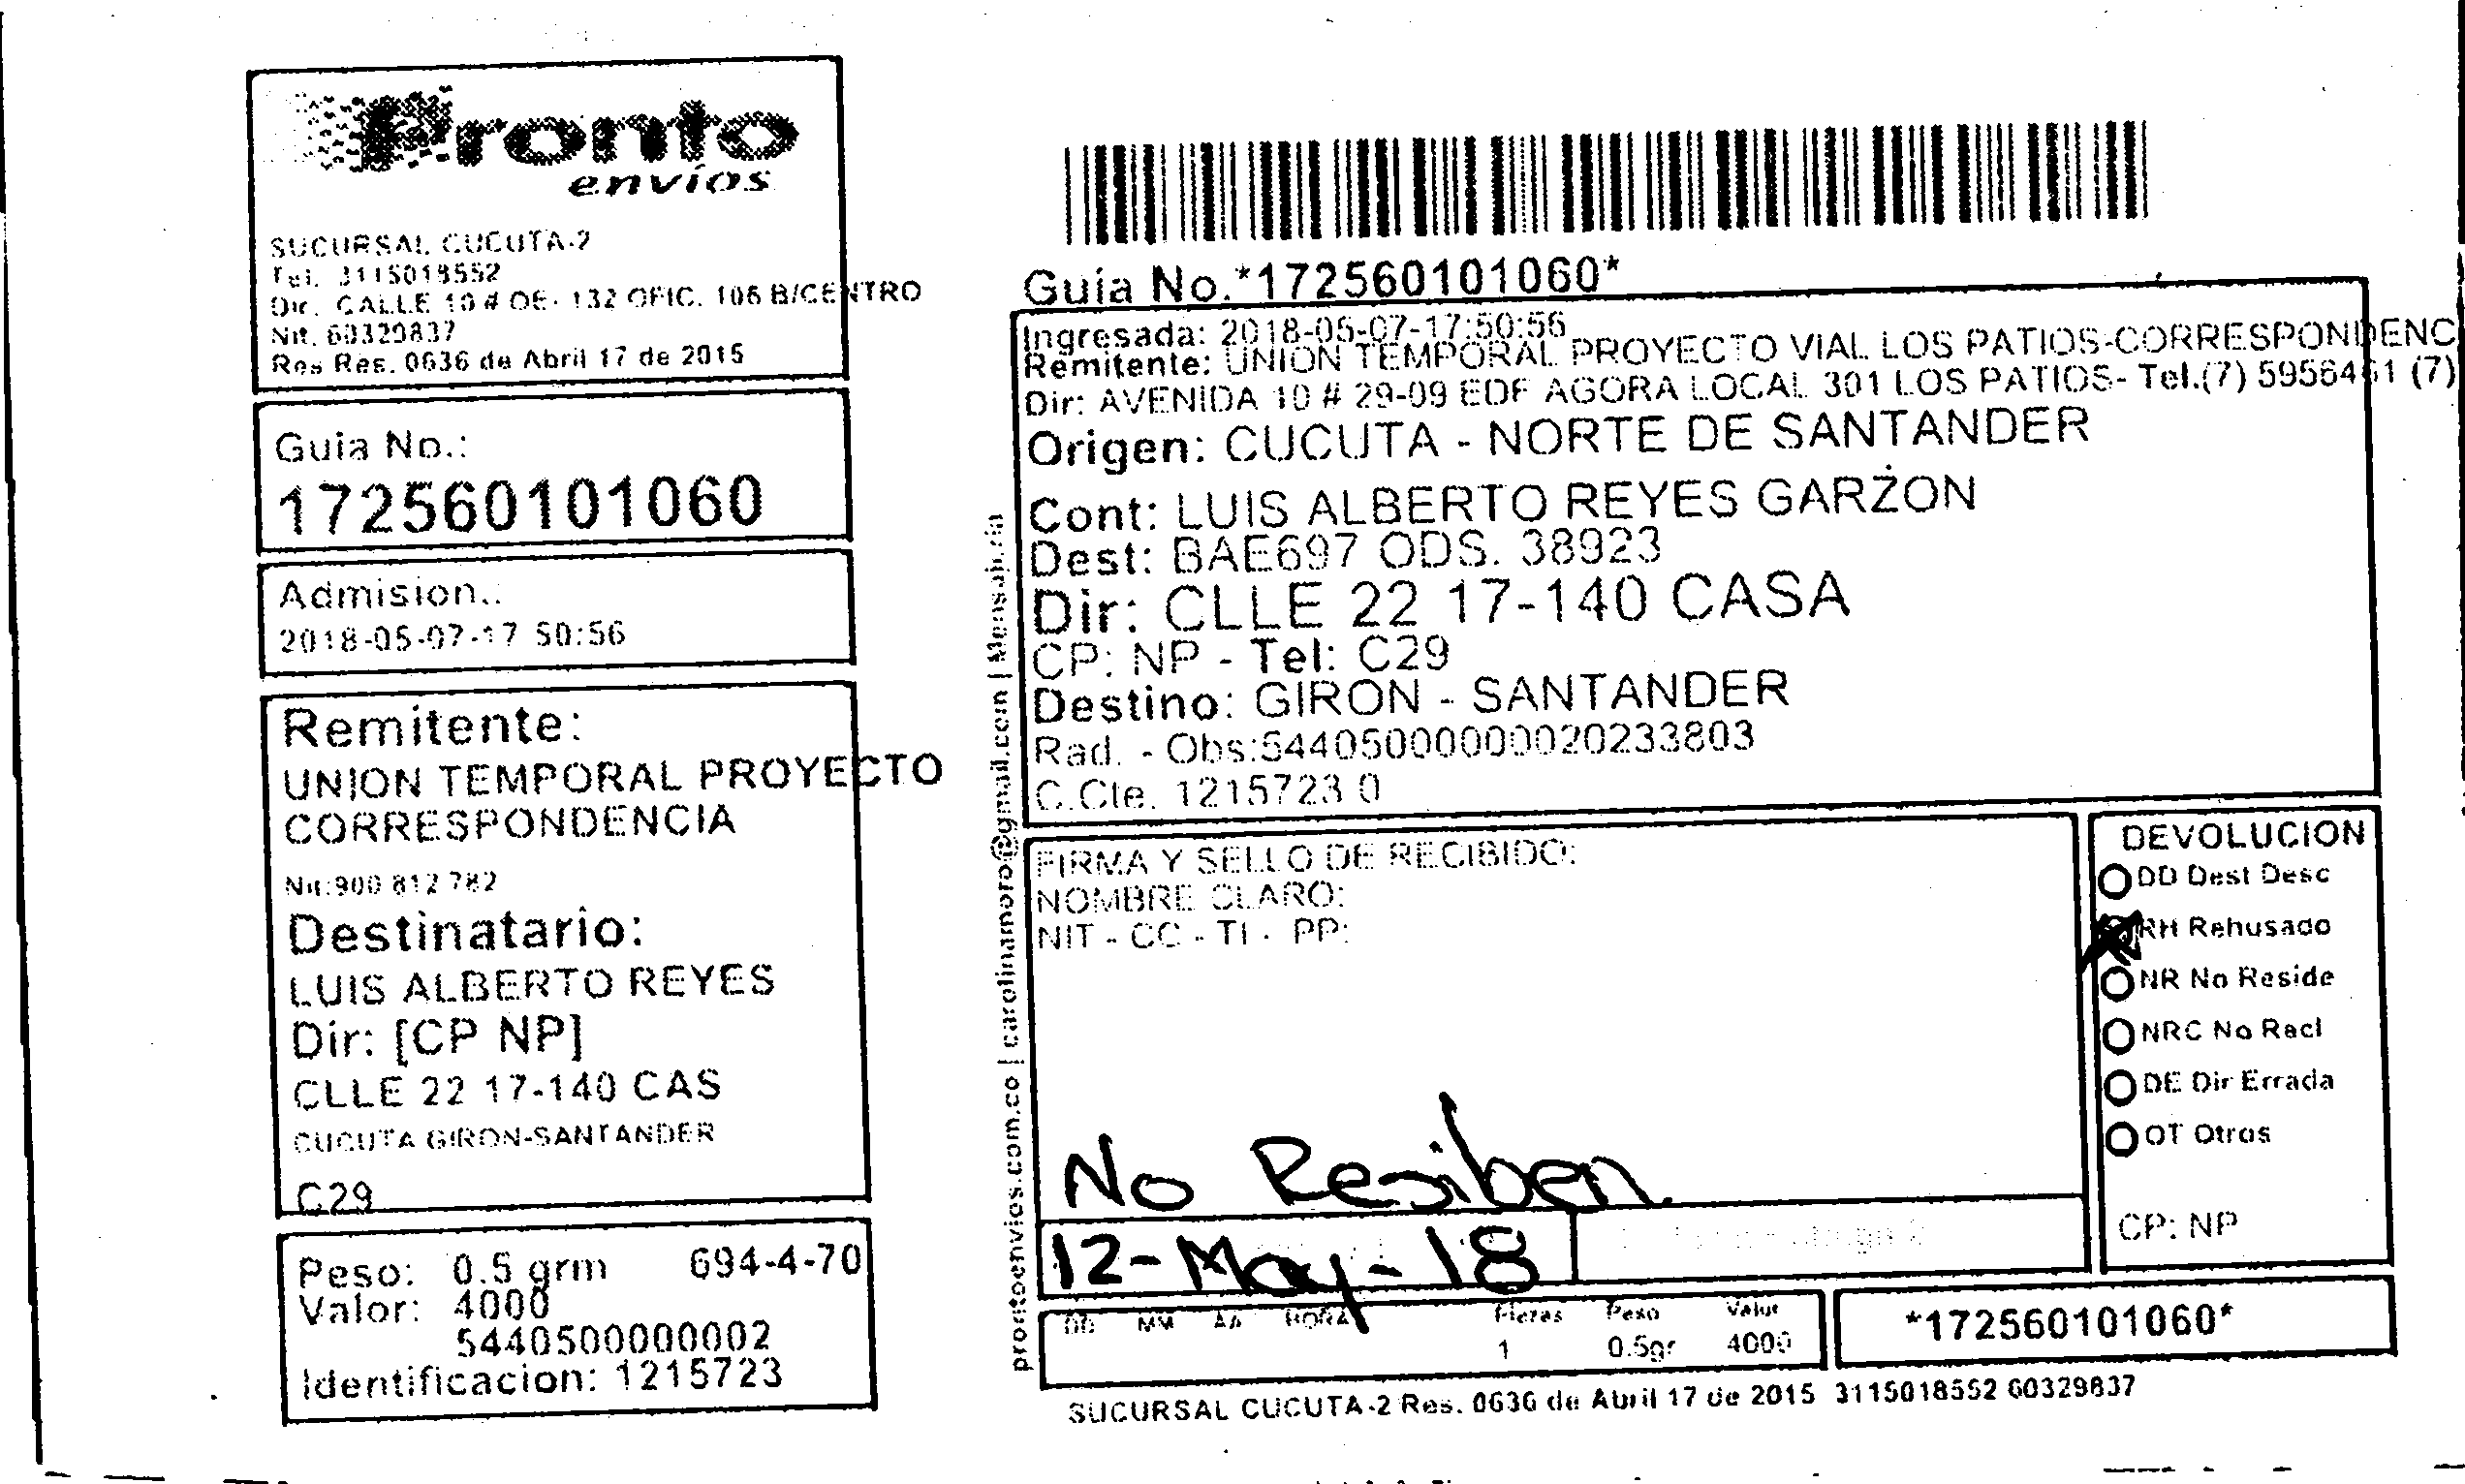 Pronto
envíos
SUCURSAL CUCUTA-2
Tel. 3115018552
Dir. CALLE 10 # OE- 132 OFIC. 106 B/CENTRO
Nit. 60329837
Res Res. 0636 de Abril 17 de 2015
Guia No.:
172560101060
Admision.:
2018-05-07-17 50:56
Remitente:
UNION TEMPORAL PROYECTO
CORRESPONDENCIA
Nit:900 812 782
Destinatario:
LUIS ALBERTO REYES
Dir: [CP NP]
CLLE 22 17-140 CAS
CUCUTA GIRON-SANTANDER
C29
Peso: 0.5 grm 694-4-70
Valor: 4000
5440500000002
Identificacion: 1215723
prontoenvios.com.co | carolinamoro@gmail.com | Mensajeria
Guia No.*172560101060*
Ingresada: 2018-05-07-17:50:56
Remitente: UNION TEMPORAL PROYECTO VIAL LOS PATIOS-CORRESPONDENC
Dir: AVENIDA 10 # 29-09 EDF AGORA LOCAL 301 LOS PATIOS- Tel.(7) 5956461 (7)
Origen: CUCUTA - NORTE DE SANTANDER
Cont: LUIS ALBERTO REYES GARZON
Dest: BAE697 ODS. 38923
Dir: CLLE 22 17-140 CASA
CP: NP - Tel: C29
Destino: GIRON - SANTANDER
Rad. - Obs:544050000000020233803
C.Cte. 1215723 0
FIRMA Y SELLO DE RECIBIDO:
NOMBRE CLARO:
NIT - CC - TI - PP:
No Resiben
12-May-18
DD MM AA HORA Piezas Peso Valor
1 0.5gr 4000
DEVOLUCION
DD Dest Desc
RH Rehusado
NR No Reside
NRC No Recl
DE Dir Errada
OT Otros
CP: NP
*172560101060*
SUCURSAL CUCUTA-2 Res. 0636 de Abril 17 de 2015 3115018552 60329837